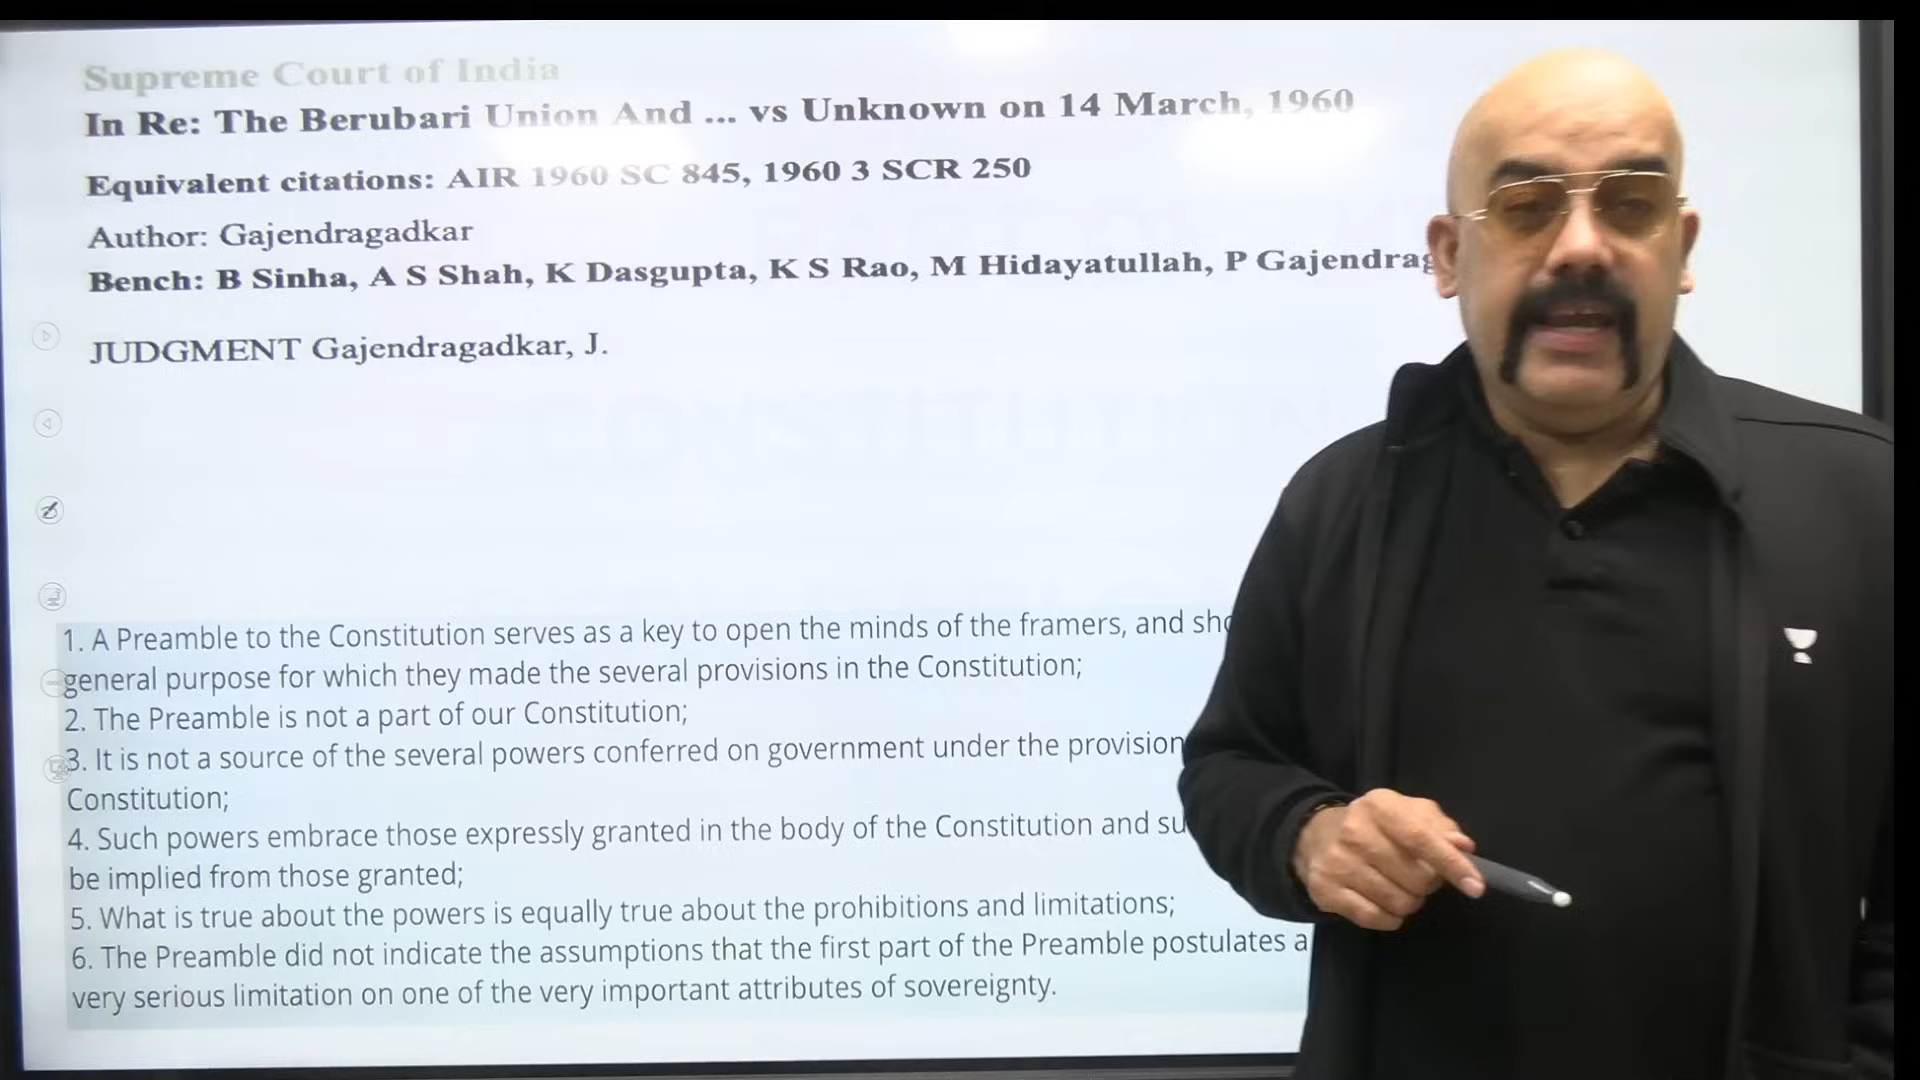 Supreme Court of India
In Re: The Berubari Union And ... vs Unknown on 14 March, 1960
Equivalent citations: AIR 1960 SC 845, 1960 3 SCR 250
Author: Gajendragadkar
Bench: B Sinha, A S Shah, K Dasgupta, K S Rao, M Hidayatullah, P Gajendrag
JUDGMENT Gajendragadkar, J.
CONSTITUTION
1. A Preamble to the Constitution serves as a key to open the minds of the framers, and
general purpose for which they made the several provisions in the Constitution;
2. The Preamble is not a part of our Constitution;
3. It is not a source of the several powers conferred on government under the provision
Constitution;
4. Such powers embrace those expressly granted in the body of the Constitution and
be implied from those granted;
5. What is true about the powers is equally true about the prohibitions and limitations;
6. The Preamble did not indicate the assumptions that the first part of the Preamble postulates a
very serious limitation on one of the very important attributes of sovereignty.